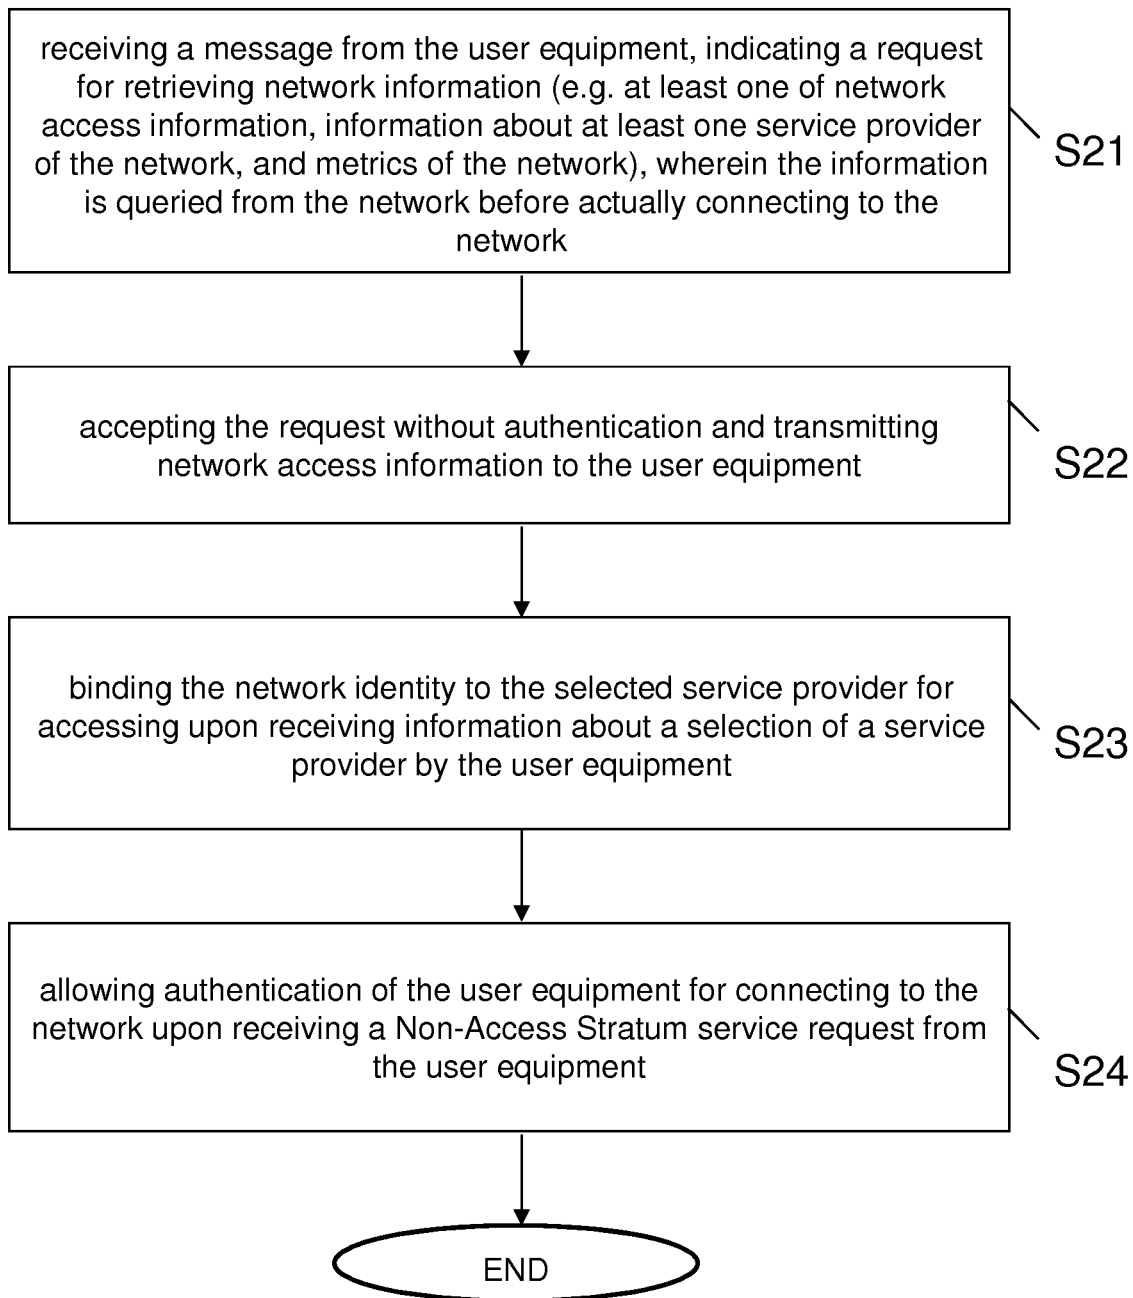 receiving a message from the user equipment, indicating a request
for retrieving network information (e.g. at least one of network
access information, information about at least one service provider
of the network, and metrics of the network), wherein the information
is queried from the network before actually connecting to the
network
S21
accepting the request without authentication and transmitting
network access information to the user equipment
S22
binding the network identity to the selected service provider for
accessing upon receiving information about a selection of a service
provider by the user equipment
S23
allowing authentication of the user equipment for connecting to the
network upon receiving a Non-Access Stratum service request from
the user equipment
S24
END